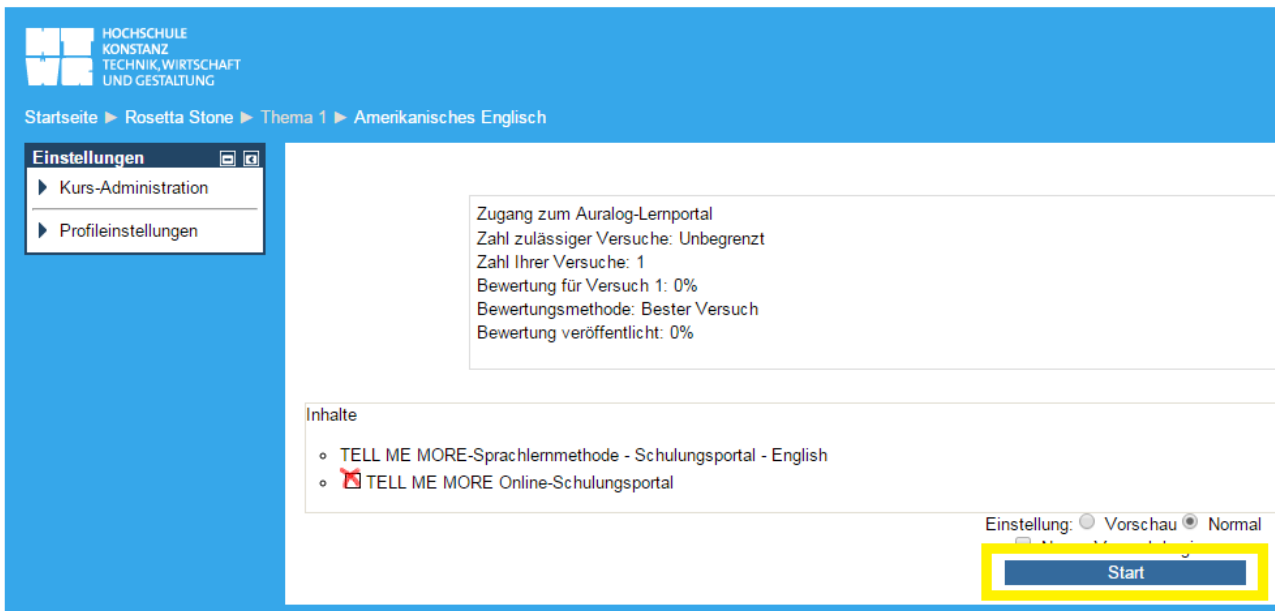 HOCHSCHULE
KONSTANZ
TECHNIK, WIRTSCHAFT
UND GESTALTUNG
Startseite ► Rosetta Stone ► Thema 1 ► Amerikanisches Englisch
Einstellungen
Kurs-Administration
Profileinstellungen
Zugang zum Auralog-Lernportal
Zahl zulässiger Versuche: Unbegrenzt
Zahl Ihrer Versuche: 1
Bewertung für Versuch 1: 0%
Bewertungsmethode: Bester Versuch
Bewertung veröffentlicht: 0%
Inhalte
TELL ME MORE-Sprachlernmethode - Schulungsportal - English
TELL ME MORE Online-Schulungsportal
Einstellung: Vorschau Normal
Start